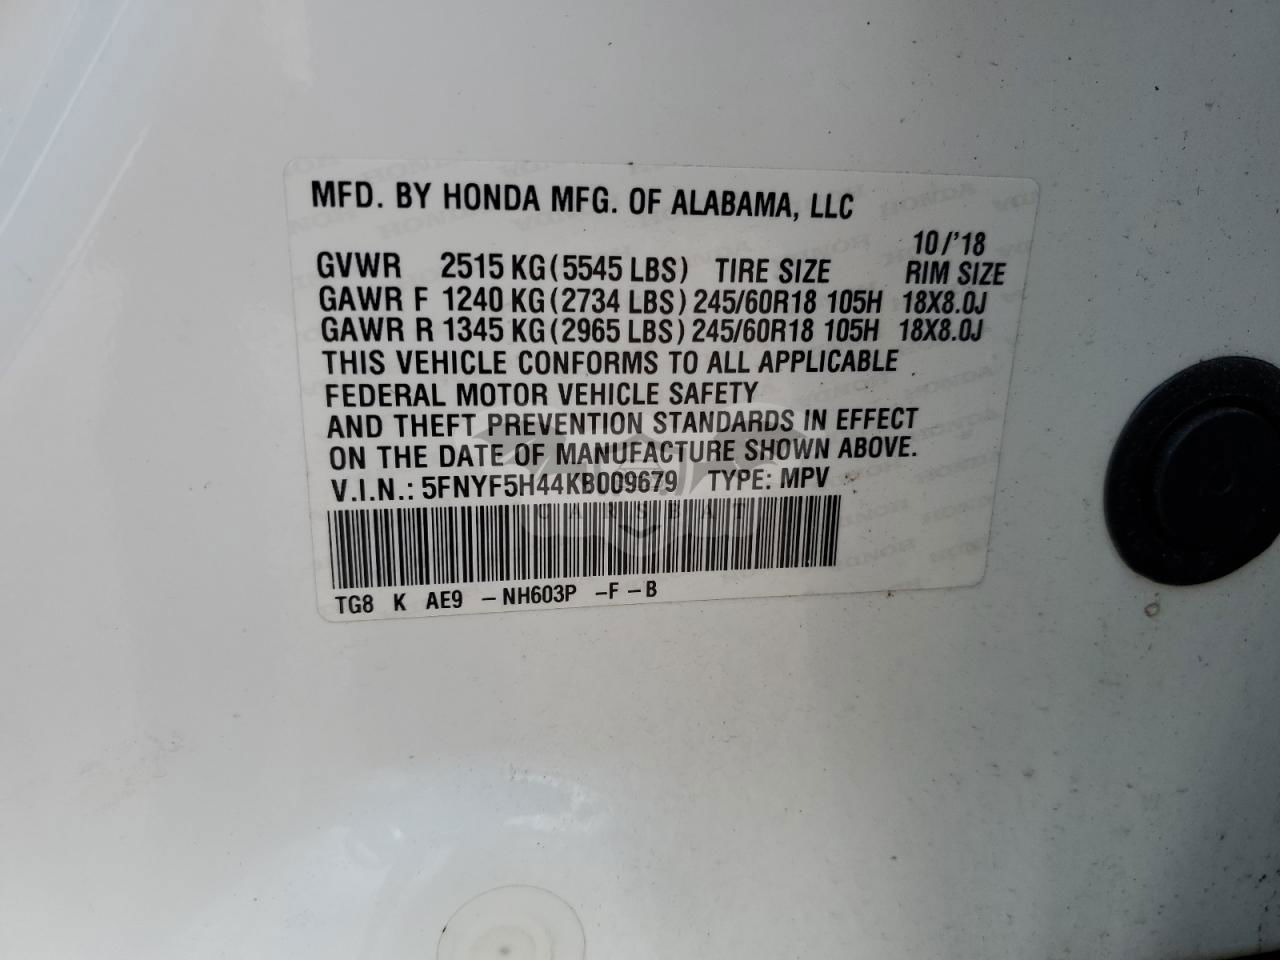 MFD. BY HONDA MFG. OF ALABAMA, LLC
10/'18
GVWR 2515 KG (5545 LBS) TIRE SIZE RIM SIZE
GAWR F 1240 KG (2734 LBS) 245/60R18 105H 18X8.0J
GAWR R 1345 KG (2965 LBS) 245/60R18 105H 18X8.0J
THIS VEHICLE CONFORMS TO ALL APPLICABLE
FEDERAL MOTOR VEHICLE SAFETY
AND THEFT PREVENTION STANDARDS IN EFFECT
ON THE DATE OF MANUFACTURE SHOWN ABOVE.
V.I.N.: 5FNYF5H44KB009679 TYPE: MPV
CARSBAT
TG8 K AE9 -NH603P -F -B